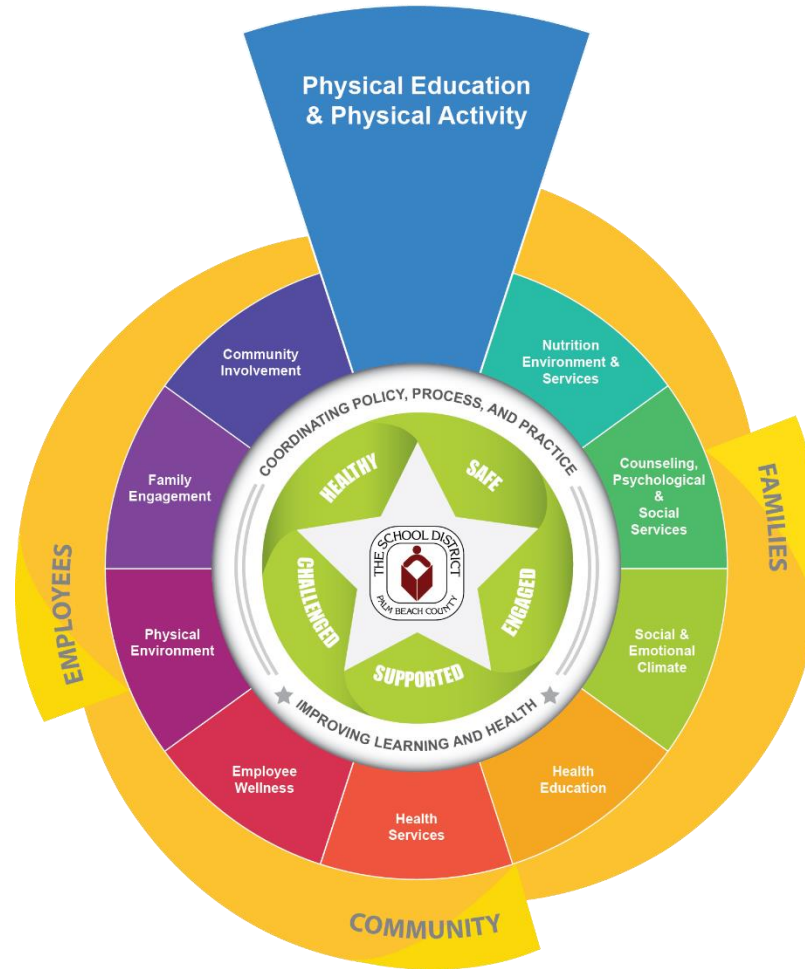 Physical Education
& Physical Activity
Nutrition
Environment &
Services
Counseling,
Psychological
&
Social
Services
Social &
Emotional
Climate
Health
Education
Health
Services
Employee
Wellness
Physical
Environment
Family
Engagement
Community
Involvement
FAMILIES
COMMUNITY
EMPLOYEES
COORDINATING POLICY, PROCESS, AND PRACTICE
IMPROVING LEARNING AND HEALTH
HEALTHY
SAFE
ENGAGED
SUPPORTED
CHALLENGED
THE SCHOOL DISTRICT
PALM BEACH COUNTY